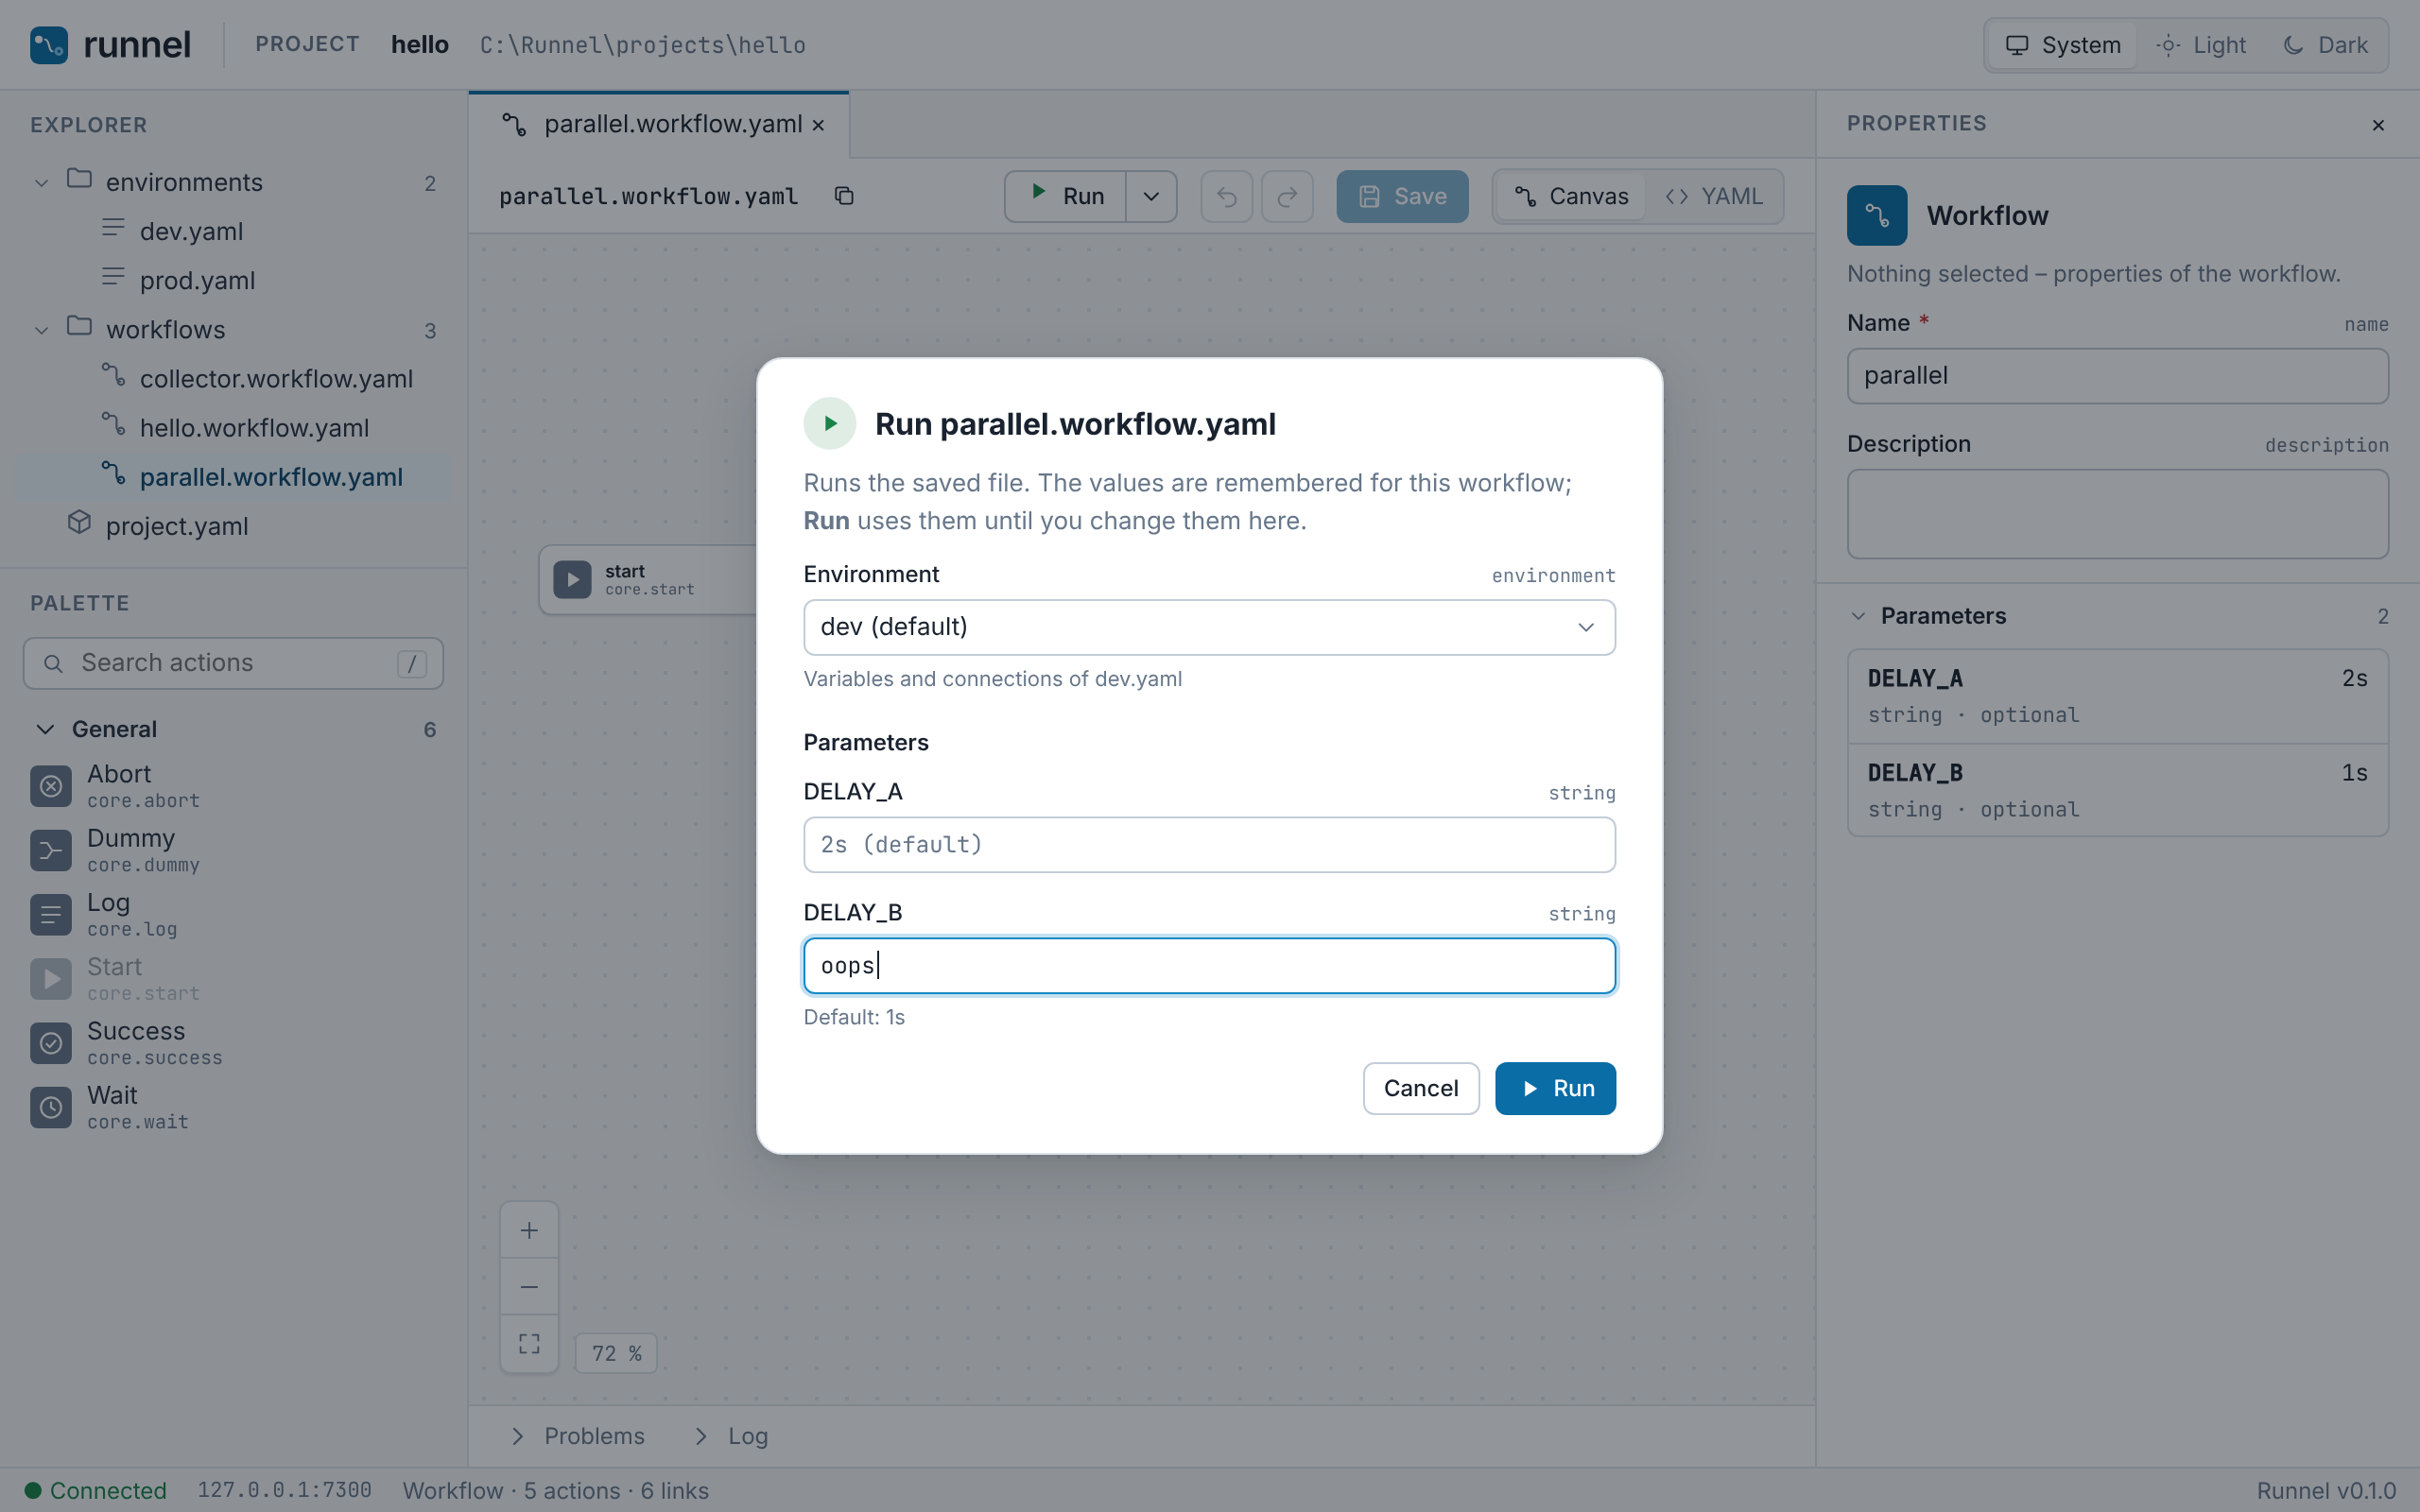 runnel
PROJECT hello C:\Runnel\projects\hello
System Light Dark
EXPLORER
environments 2
dev.yaml
prod.yaml
workflows 3
collector.workflow.yaml
hello.workflow.yaml
parallel.workflow.yaml
project.yaml
PALETTE
Search actions /
General 6
Abort
core.abort
Dummy
core.dummy
Log
core.log
Start
core.start
Success
core.success
Wait
core.wait
parallel.workflow.yaml ×
parallel.workflow.yaml Run Save Canvas YAML
start
core.start
Run parallel.workflow.yaml
Runs the saved file. The values are remembered for this workflow;
Run uses them until you change them here.
Environment environment
dev (default)
Variables and connections of dev.yaml
Parameters
DELAY_A string
2s (default)
DELAY_B string
oops
Default: 1s
Cancel Run
72 %
Problems Log
PROPERTIES ×
Workflow
Nothing selected – properties of the workflow.
Name * name
parallel
Description description
Parameters 2
DELAY_A 2s
string · optional
DELAY_B 1s
string · optional
Connected 127.0.0.1:7300 Workflow · 5 actions · 6 links
Runnel v0.1.0